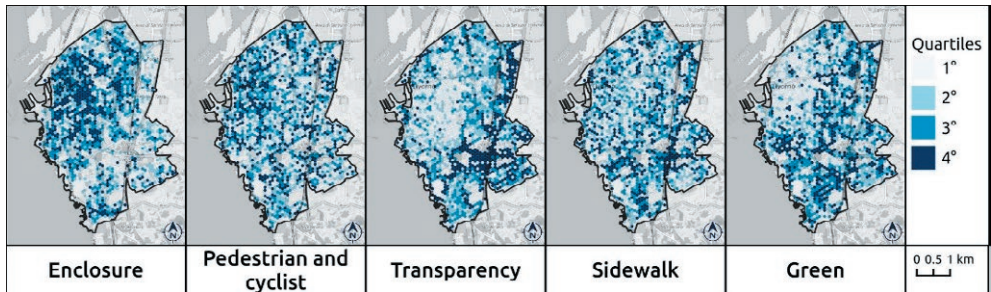 Quartiles
1°
2°
3°
4°
N
N
N
N
N
Enclosure
Pedestrian and
cyclist
Transparency
Sidewalk
Green
0 0.5 1 km